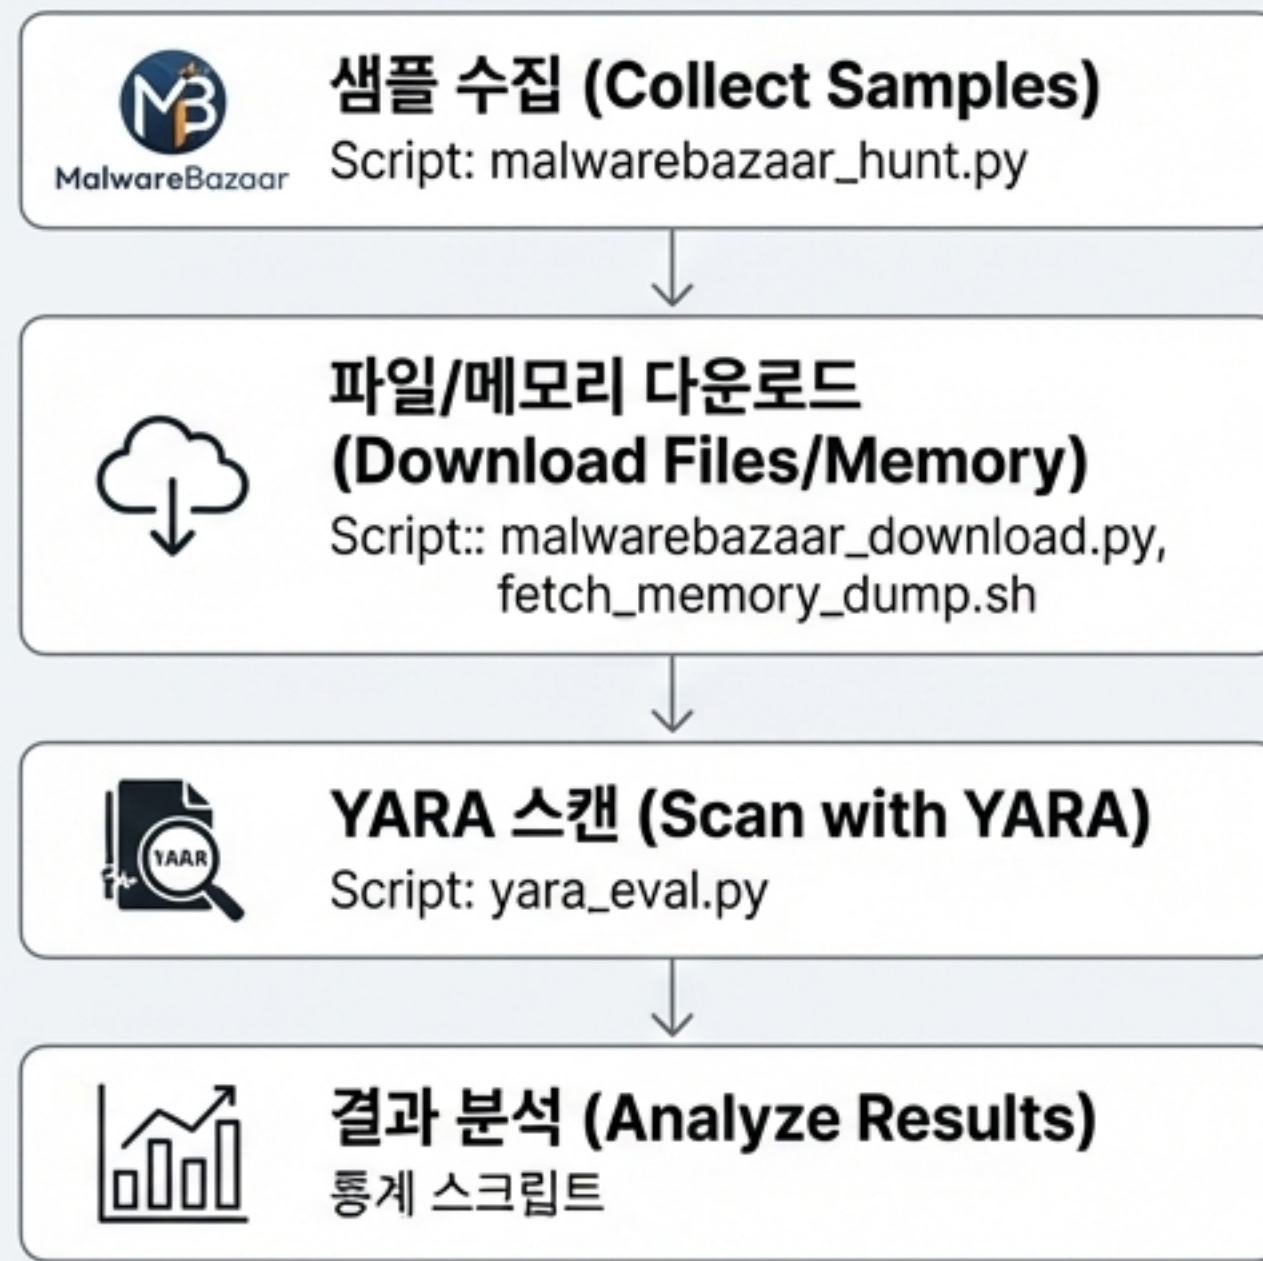 MalwareBazaar
샘플 수집 (Collect Samples)
Script: malwarebazaar_hunt.py
파일/메모리 다운로드
(Download Files/Memory)
Script:: malwarebazaar_download.py,
fetch_memory_dump.sh
YAAR
YARA 스캔 (Scan with YARA)
Script: yara_eval.py
결과 분석 (Analyze Results)
통계 스크립트